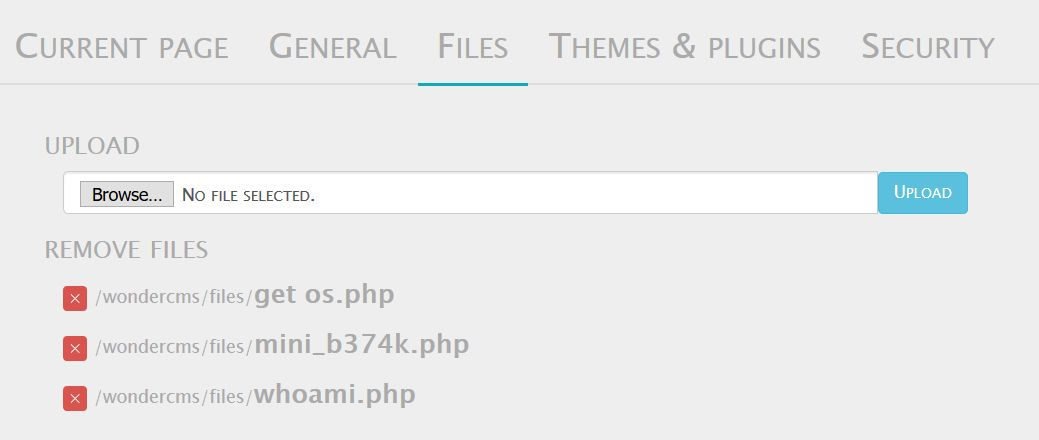 Current page General Files Themes & plugins Security
UPLOAD
Browse... No file selected. Upload
REMOVE FILES
× /wondercms/files/get os.php
× /wondercms/files/mini_b374k.php
× /wondercms/files/whoami.php